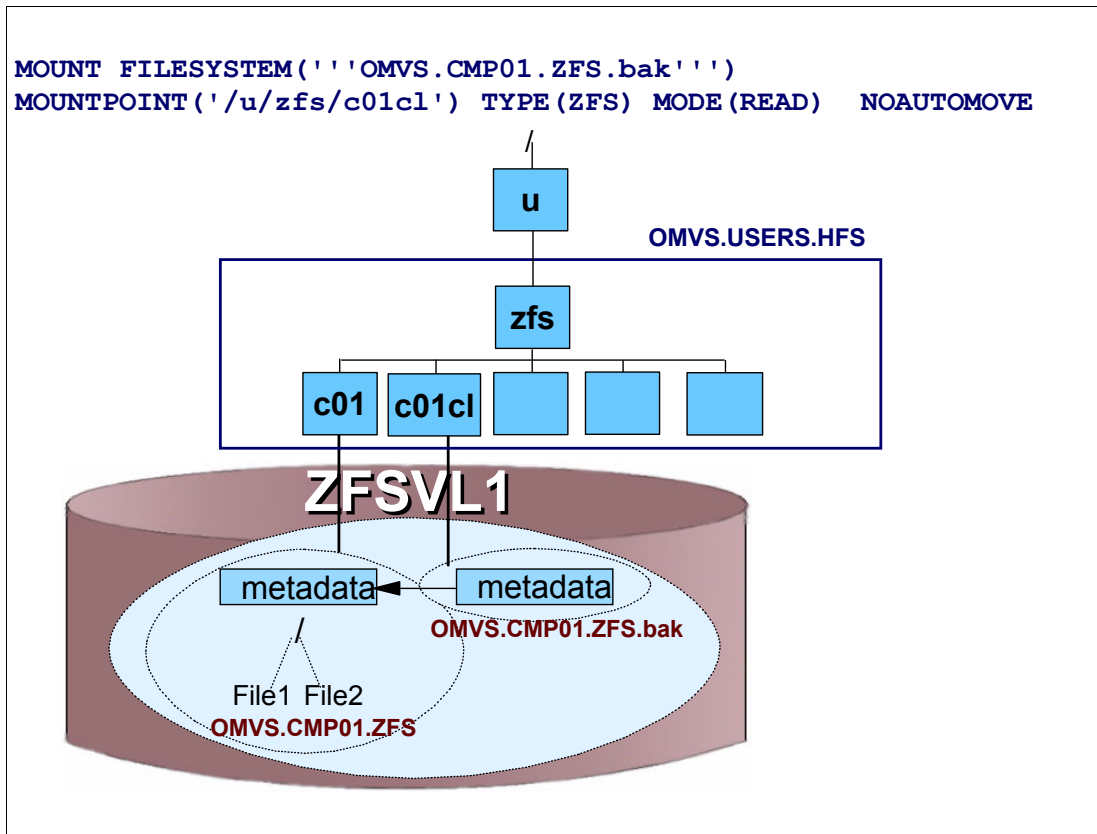 MOUNT FILESYSTEM('''OMVS.CMP01.ZFS.bak''')
MOUNTPOINT('/u/zfs/c01cl') TYPE(ZFS) MODE(READ)  NOAUTOMOVE
/
u
OMVS.USERS.HFS
zfs
c01 c01cl
ZFSVL1
metadata metadata
OMVS.CMP01.ZFS.bak
/
File1 File2
OMVS.CMP01.ZFS